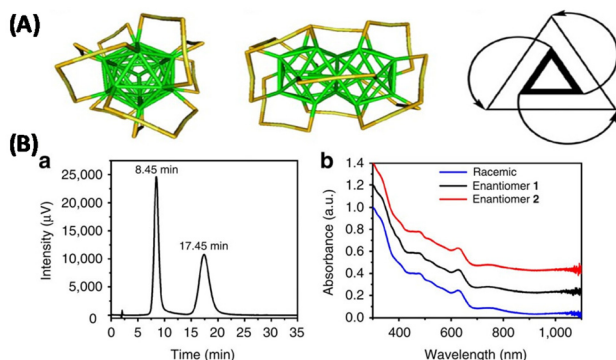 (A)
(B)
a
8.45 min
17.45 min
25,000
20,000
15,000
10,000
5,000
0
Intensity (µV)
0 5 10 15 20 25 30 35
Time (min)
b
Racemic
Enantiomer 1
Enantiomer 2
1.4
1.2
1.0
0.8
0.6
0.4
0.2
0.0
Absorbance (a.u.)
400 600 800 1,000
Wavelength (nm)